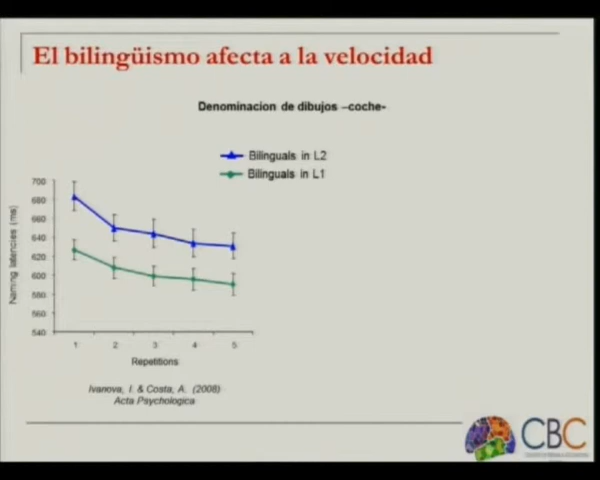 El bilingüismo afecta a la velocidad
Denominacion de dibujos –coche-
Bilinguals in L2
Bilinguals in L1
700
680
660
640
620
600
580
560
540
Naming latencies (ms)
1 2 3 4 5
Repetitions
Ivanova, I. & Costa, A. (2008)
Acta Psychologica
CBC